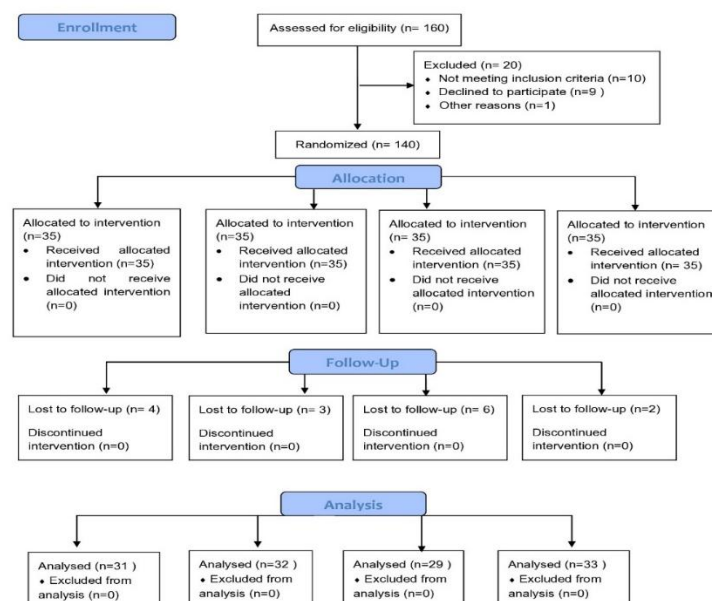 Enrollment
Assessed for eligibility (n= 160)
Excluded (n= 20)
♦ Not meeting inclusion criteria (n=10)
♦ Declined to participate (n=9 )
♦ Other reasons (n=1)
Randomized (n= 140)
Allocation
Allocated to intervention
(n=35)
• Received allocated
intervention (n=35)
• Did not receive
allocated intervention
(n=0)
Allocated to intervention
(n=35)
• Received allocated
intervention (n=35)
• Did not receive
allocated
intervention (n=0)
Allocated to intervention
(n= 35)
• Received allocated
intervention (n=35)
• Did not receive allocated
intervention (n=0)
Allocated to intervention
(n=35)
• Received allocated
intervention (n= 35)
• Did not receive
allocated intervention
(n=0)
Follow-Up
Lost to follow-up (n= 4)
Discontinued
intervention (n=0)
Lost to follow-up (n= 3)
Discontinued
intervention (n=0)
Lost to follow-up (n= 6)
Discontinued
intervention (n=0)
Lost to follow-up (n=2)
Discontinued
intervention (n=0)
Analysis
Analysed (n=31 )
♦ Excluded from
analysis (n=0)
Analysed (n=32 )
♦ Excluded from
analysis (n=0)
Analysed (n=29 )
♦ Excluded from
analysis (n=0)
Analysed (n=33 )
♦ Excluded from
analysis (n=0)